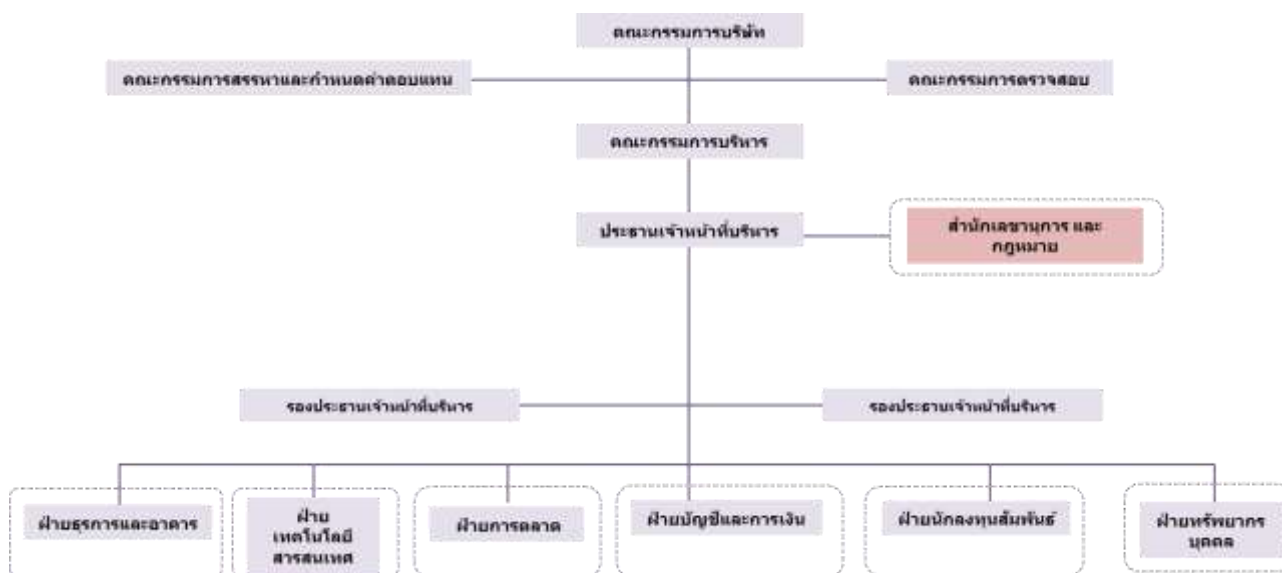 คณะกรรมการบริษัท
คณะกรรมการสรรหาและกำหนดค่าตอบแทน
คณะกรรมการตรวจสอบ
คณะกรรมการบริหาร
ประธานเจ้าหน้าที่บริหาร
สำนักเลขานุการ และ
กฎหมาย
รองประธานเจ้าหน้าที่บริหาร
รองประธานเจ้าหน้าที่บริหาร
ฝ่ายธุรการและอาคาร
ฝ่าย
เทคโนโลยี
สารสนเทศ
ฝ่ายการตลาด
ฝ่ายบัญชีและการเงิน
ฝ่ายนักลงทุนสัมพันธ์
ฝ่ายทรัพยากร
บุคคล